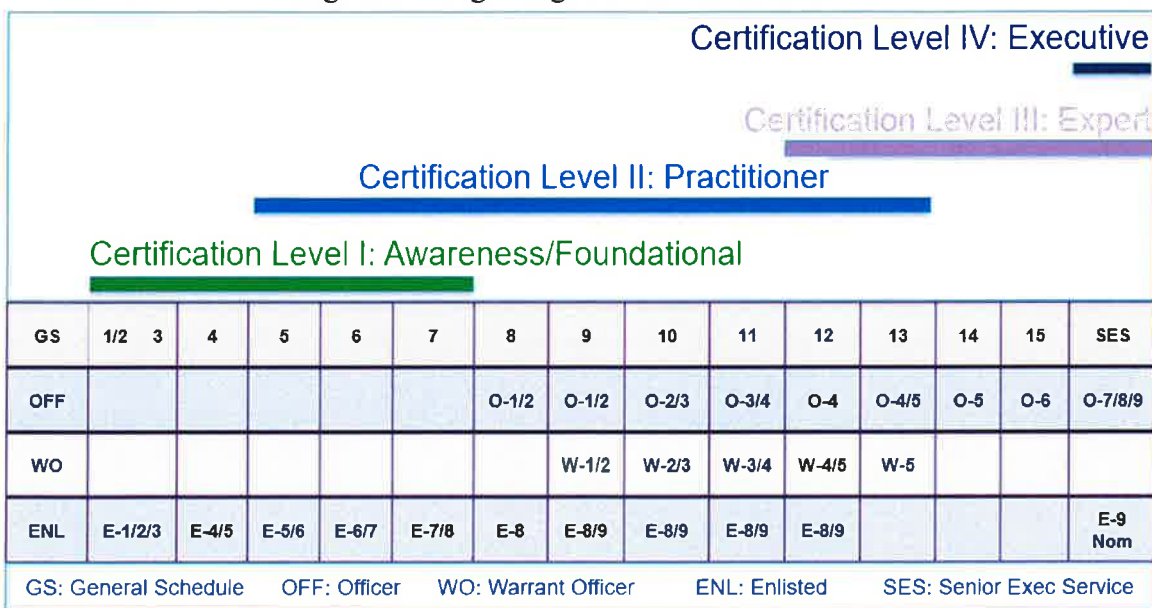 Certification Level IV: Executive
Certification Level III: Expert
Certification Level II: Practitioner
Certification Level I: Awareness/Foundational
GS 1/2 3 4 5 6 7 8 9 10 11 12 13 14 15 SES
OFF O-1/2 O-1/2 O-2/3 O-3/4 O-4 O-4/5 O-5 O-6 O-7/8/9
WO W-1/2 W-2/3 W-3/4 W-4/5 W-5
ENL E-1/2/3 E-4/5 E-5/6 E-6/7 E-7/8 E-8 E-8/9 E-8/9 E-8/9 E-8/9 E-9
Nom
GS: General Schedule OFF: Officer WO: Warrant Officer ENL: Enlisted SES: Senior Exec Service